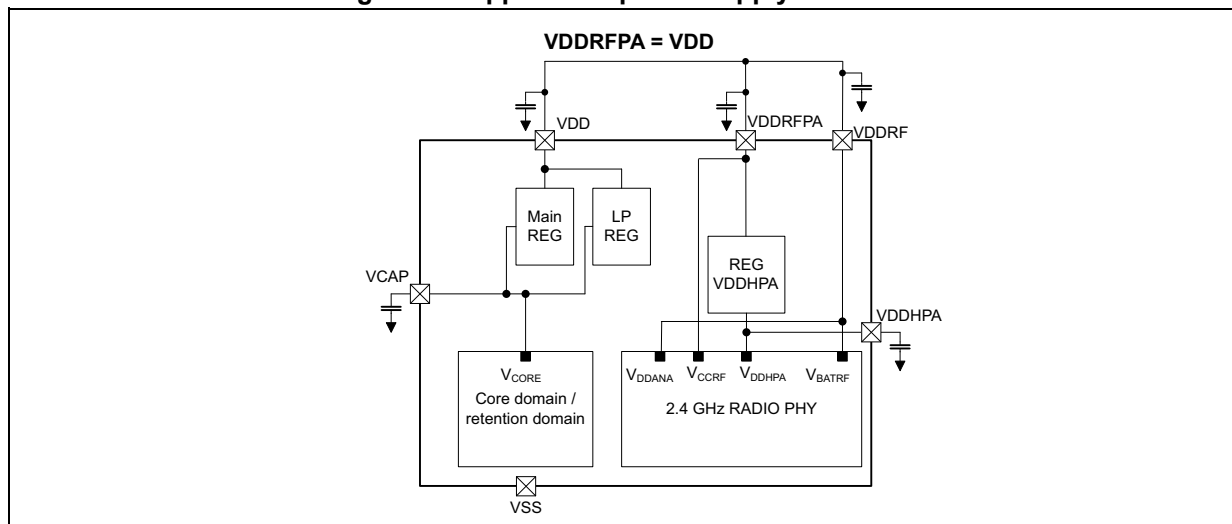 VDDRFPA = VDD
VDD
VDDRFPA
VDDRF
Main
REG
LP
REG
REG
VDDHPA
VCAP
VDDHPA
VCORE
Core domain /
retention domain
VDDANA VCCRF VDDHPA VBATRF
2.4 GHz RADIO PHY
VSS